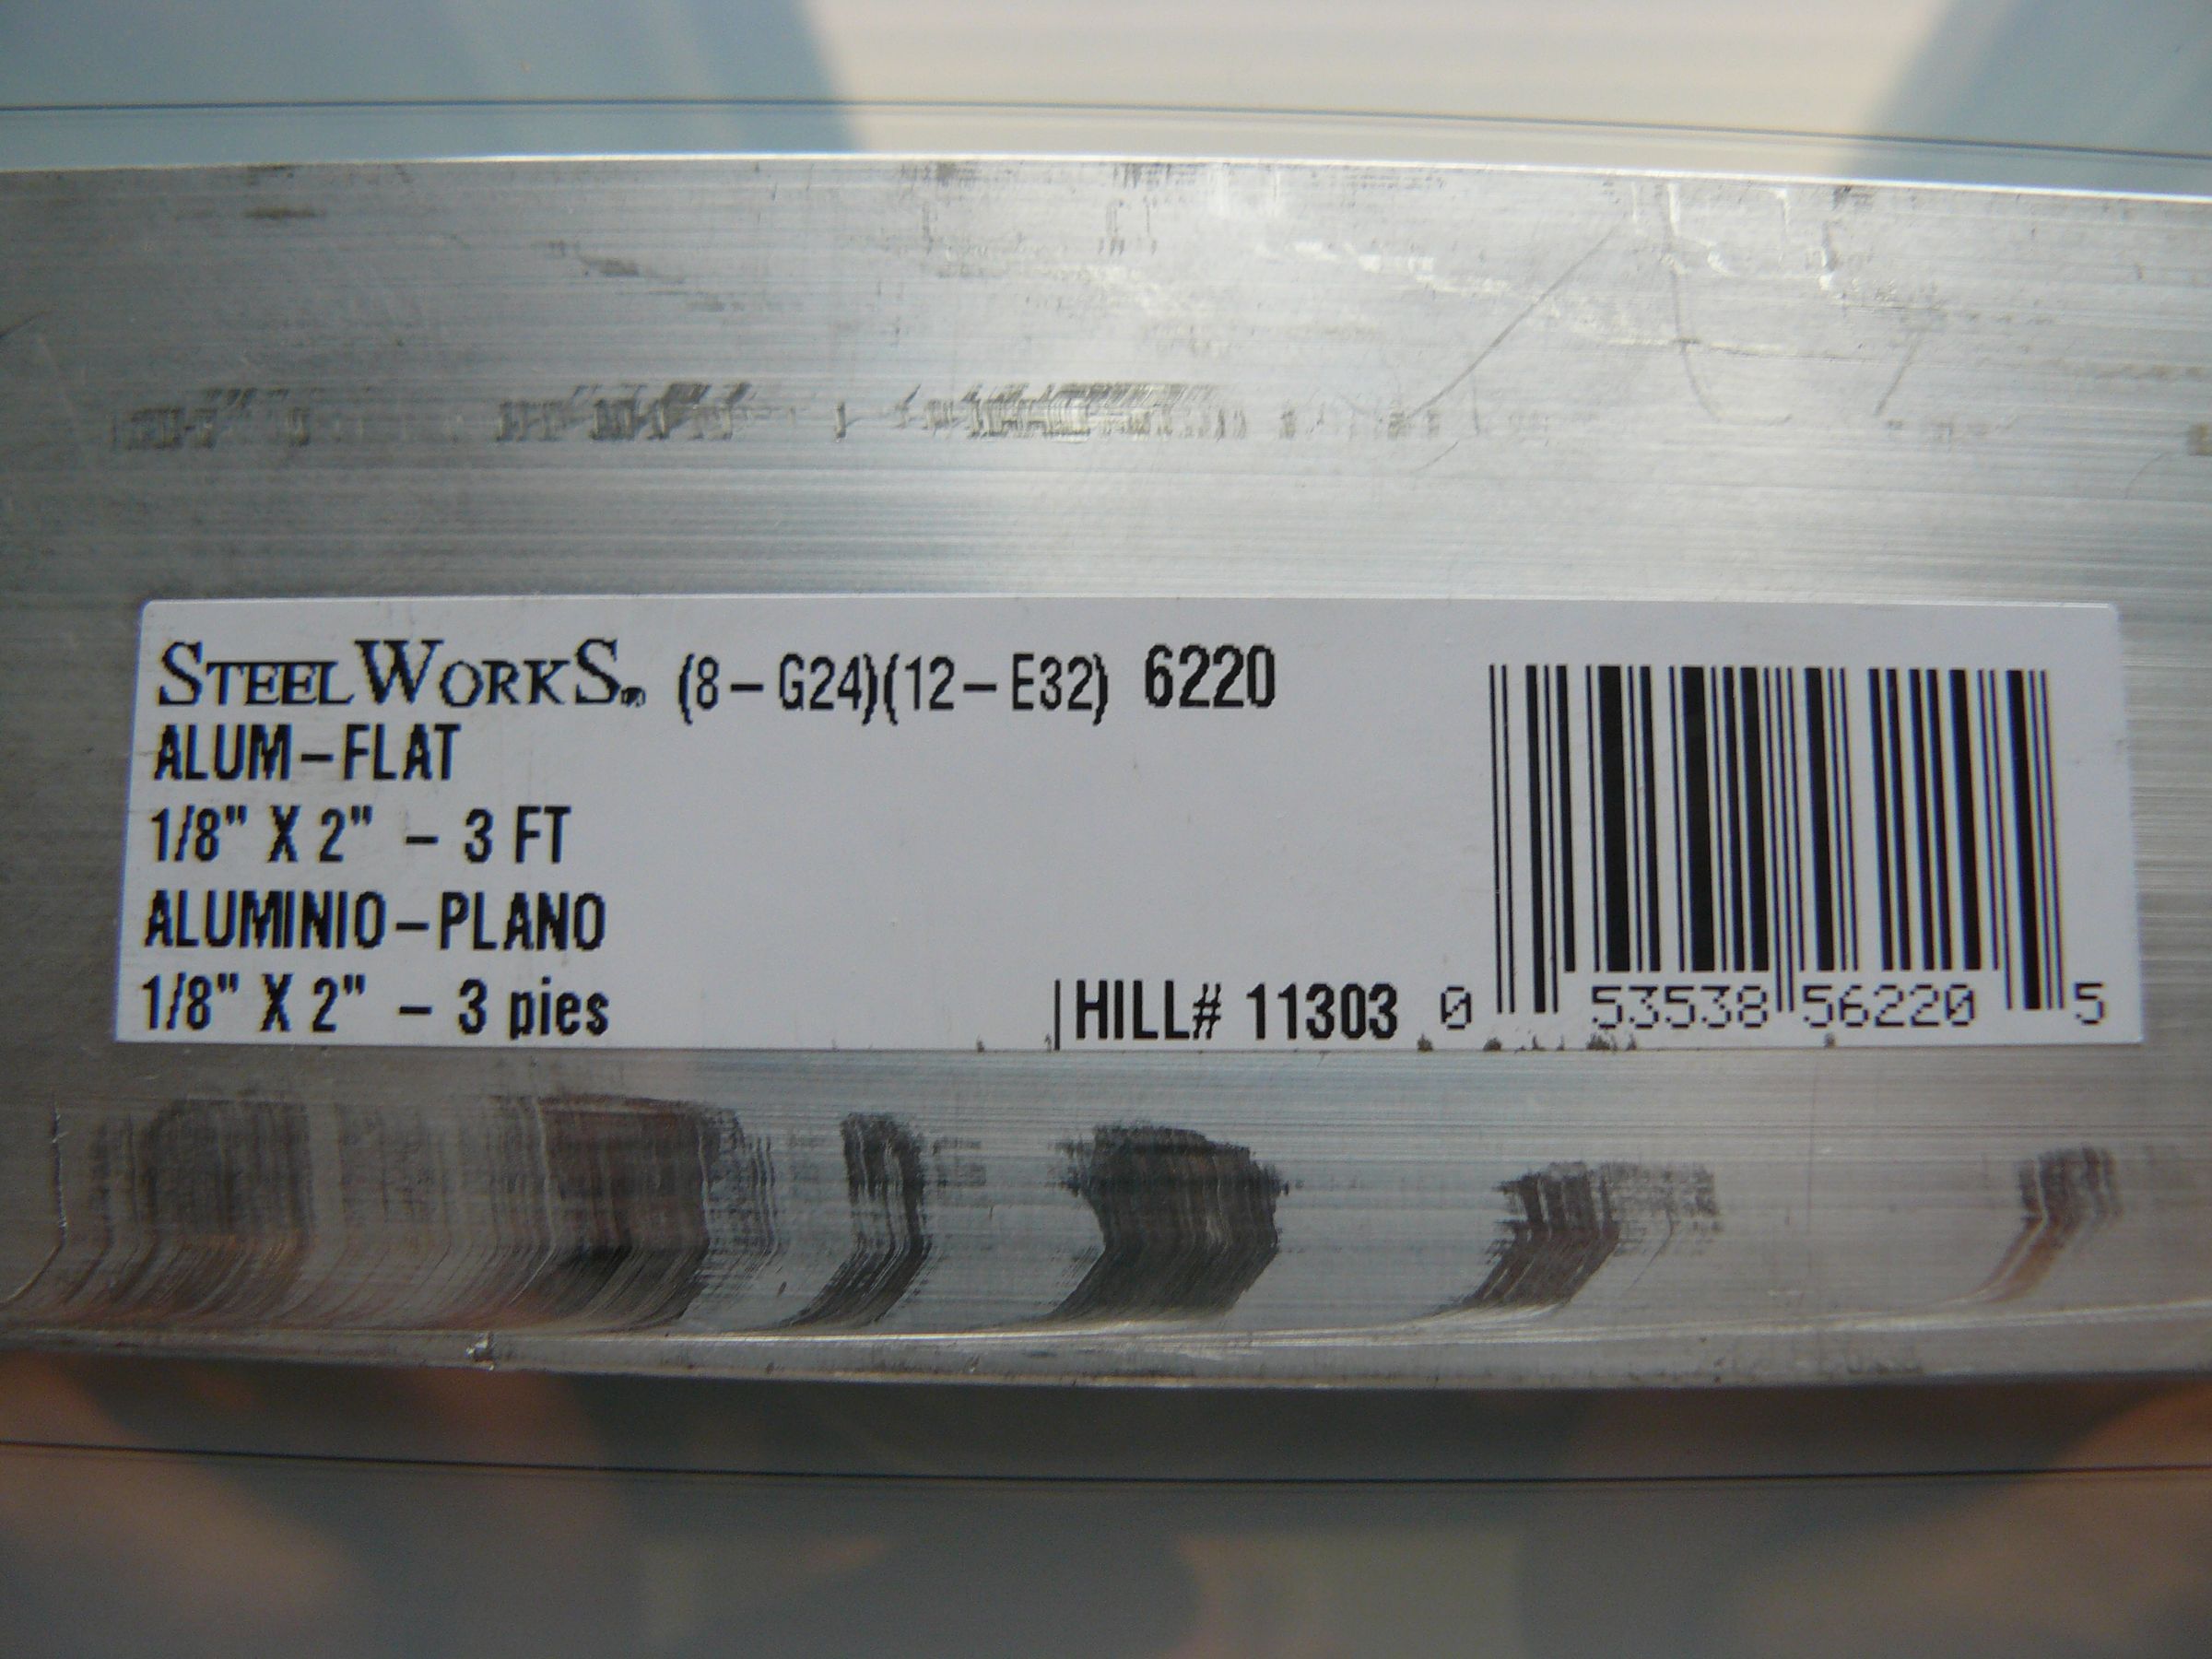 STEELWORKS® (8-G24)(12-E32) 6220
ALUM-FLAT
1/8" X 2" - 3 FT
ALUMINIO-PLANO
1/8" X 2" - 3 pies
|HILL# 11303
0 53538 56220 5